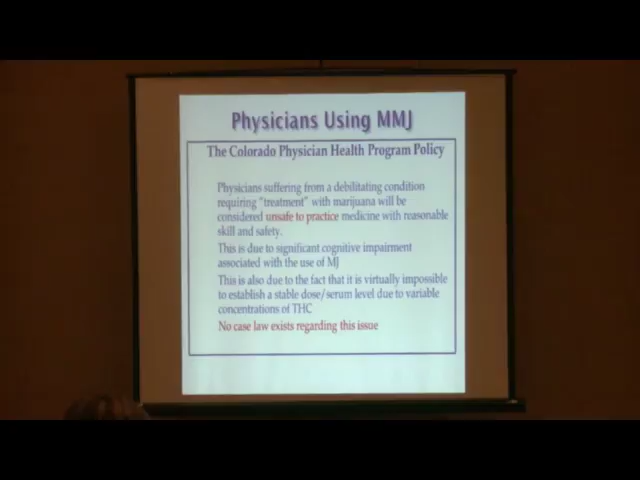 Physicians Using MMJ
The Colorado Physician Health Program Policy
Physicians suffering from a debilitating condition
requiring "treatment" with marijuana will be
considered unsafe to practice medicine with reasonable
skill and safety.
This is due to significant cognitive impairment
associated with the use of MJ
This is also due to the fact that it is virtually impossible
to establish a stable dose/serum level due to variable
concentrations of THC
No case law exists regarding this issue